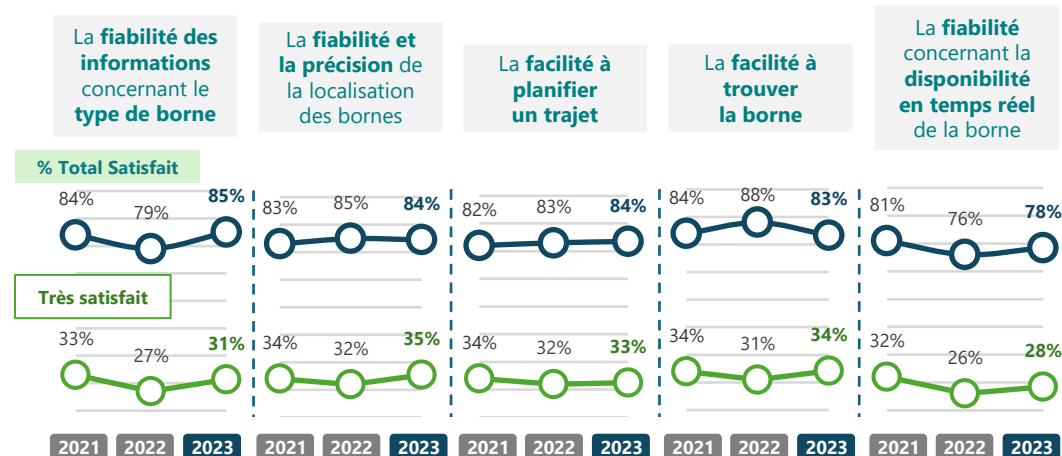 La fiabilité des
informations
concernant le
type de borne
La fiabilité et
la précision de
la localisation
des bornes
La facilité à
planifier
un trajet
La facilité à
trouver
la borne
La fiabilité
concernant la
disponibilité
en temps réel
de la borne
% Total Satisfait
84% 79% 85%
83% 85% 84%
82% 83% 84%
84% 88% 83%
81% 76% 78%
Très satisfait
33% 27% 31%
34% 32% 35%
34% 32% 33%
34% 31% 34%
32% 26% 28%
2021 2022 2023
2021 2022 2023
2021 2022 2023
2021 2022 2023
2021 2022 2023